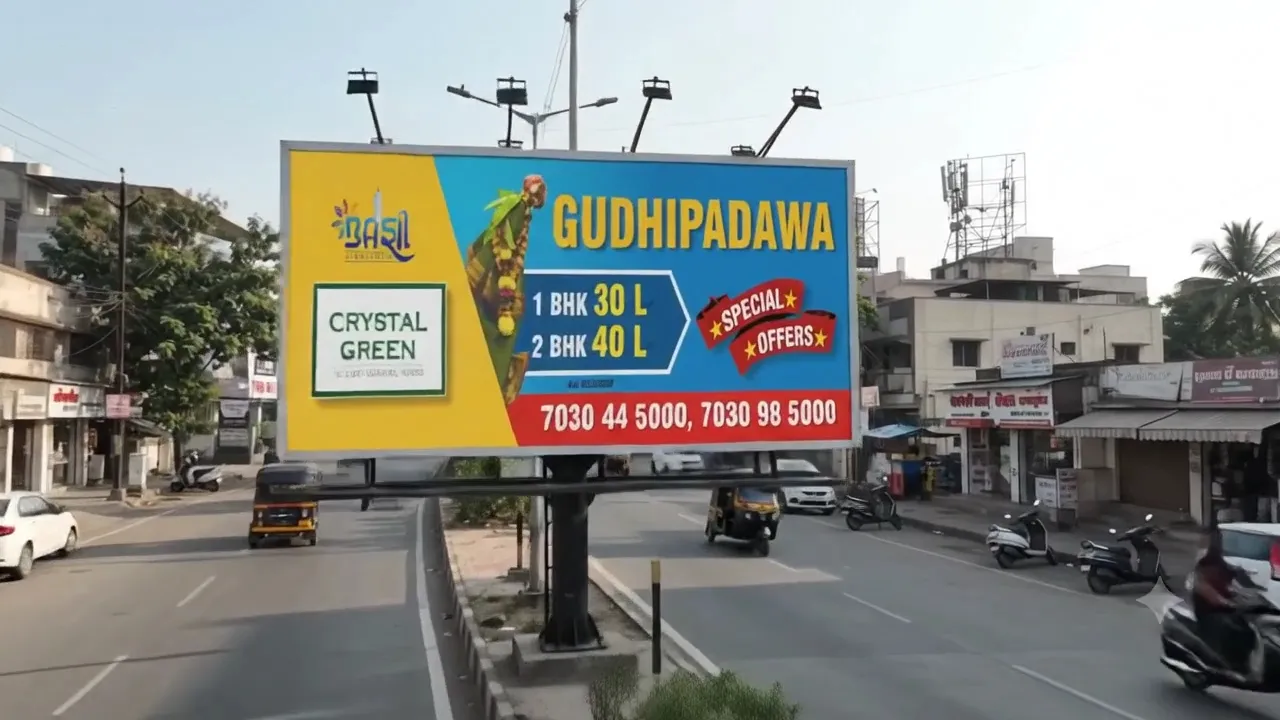 BASIL
CRYSTAL
GREEN
GUDHIPADAWA
1 BHK 30 L
2 BHK 40 L
SPECIAL
OFFERS
7030 44 5000, 7030 98 5000